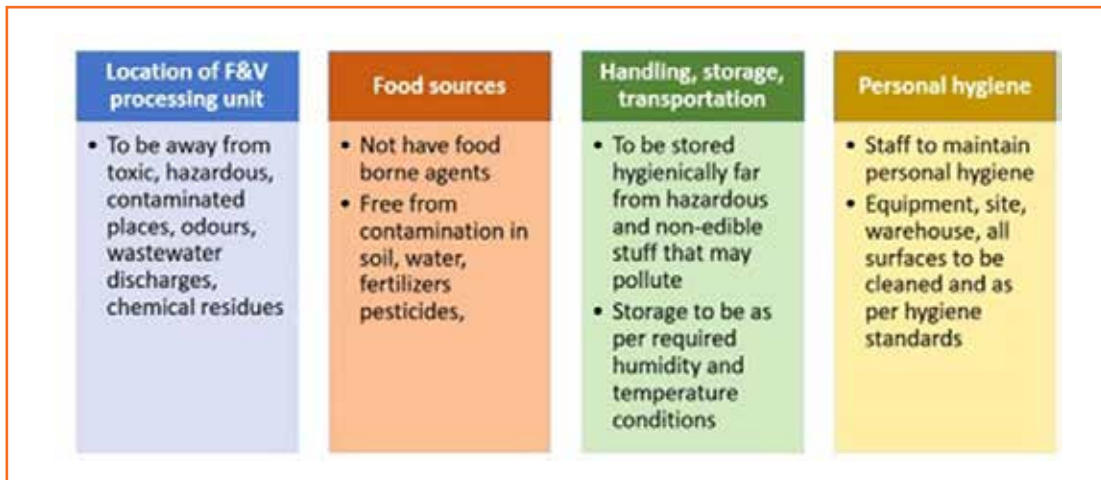 Location of F&V
processing unit
• To be away from
toxic, hazardous,
contaminated
places, odours,
wastewater
discharges,
chemical residues
Food sources
• Not have food
borne agents
• Free from
contamination in
soil, water,
fertilizers
pesticides,
Handling, storage,
transportation
• To be stored
hygienically far
from hazardous
and non-edible
stuff that may
pollute
• Storage to be as
per required
humidity and
temperature
conditions
Personal hygiene
• Staff to maintain
personal hygiene
• Equipment, site,
warehouse, all
surfaces to be
cleaned and as
per hygiene
standards